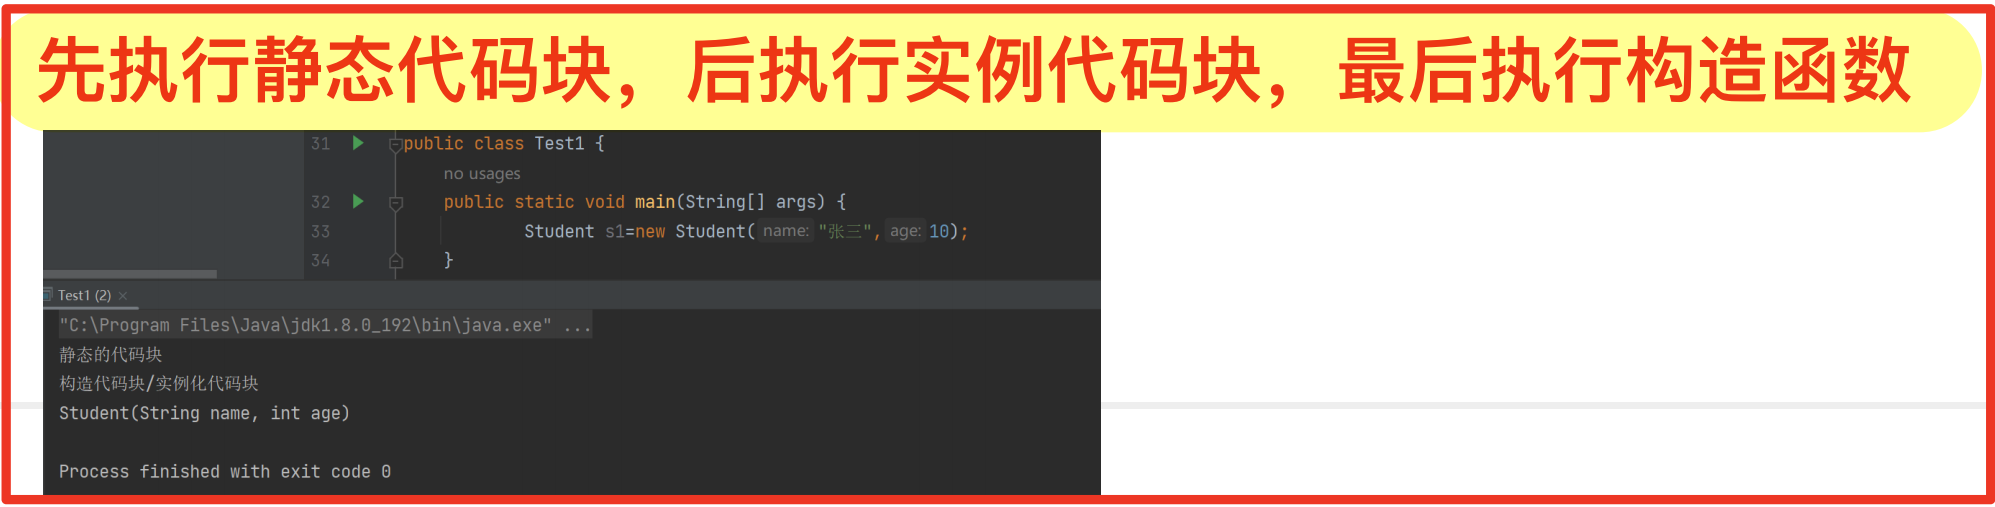 先执行静态代码块，后执行实例代码块，最后执行构造函数
31 public class Test1 {
no usages
32 public static void main(String[] args) {
33 Student s1=new Student( name: "张三", age: 10);
34 }
Test1 (2) ×
"C:\Program Files\Java\jdk1.8.0_192\bin\java.exe" ...
静态的代码块
构造代码块/实例化代码块
Student(String name, int age)
Process finished with exit code 0